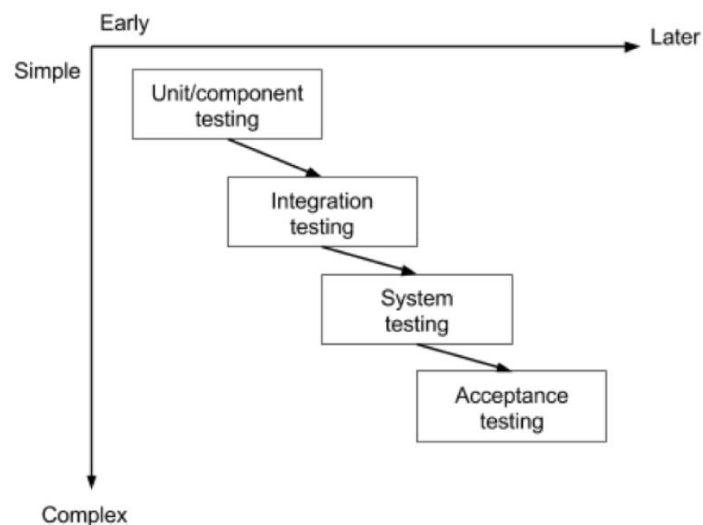 Early
Later
Simple
Unit/component
testing
Integration
testing
System
testing
Acceptance
testing
Complex